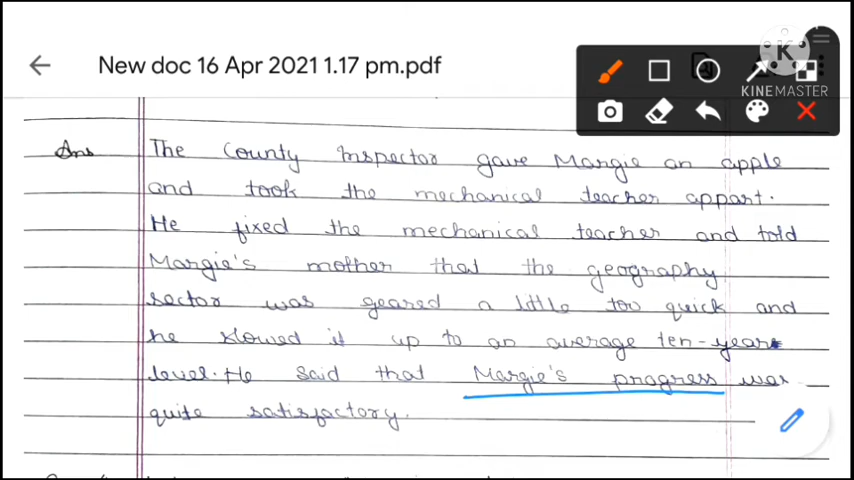 New doc 16 Apr 2021 1.17 pm.pdf
KINEMASTER
Ans The County Inspector gave Margie an apple
and took the mechanical teacher appart.
He fixed the mechanical teacher and told
Margie's mother that the geography
sector was geared a little too quick and
he slowed it up to an average ten-year
level. He said that Margie's progress was
quite satisfactory.